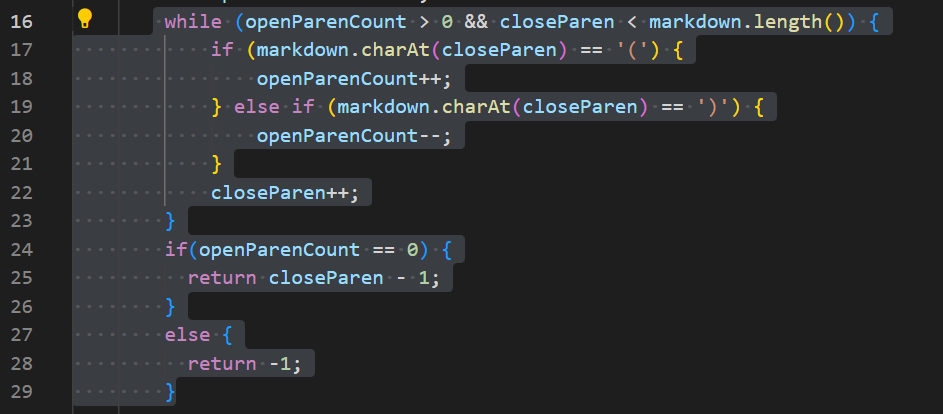 16 while (openParenCount > 0 && closeParen < markdown.length()) {
17 if (markdown.charAt(closeParen) == '(') {
18 openParenCount++;
19 } else if (markdown.charAt(closeParen) == ')') {
20 openParenCount--;
21 }
22 closeParen++;
23 }
24 if(openParenCount == 0) {
25 return closeParen - 1;
26 }
27 else {
28 return -1;
29 }